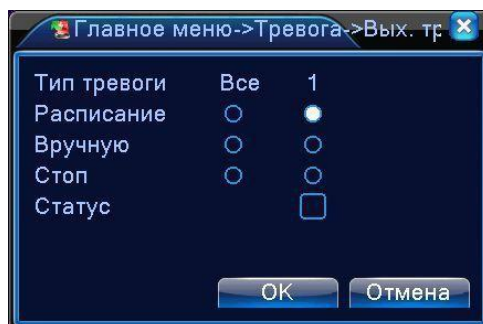 Главное меню->Тревога->Вых. тр
Тип тревоги Все 1
Расписание
Вручную
Стоп
Статус
OK Отмена